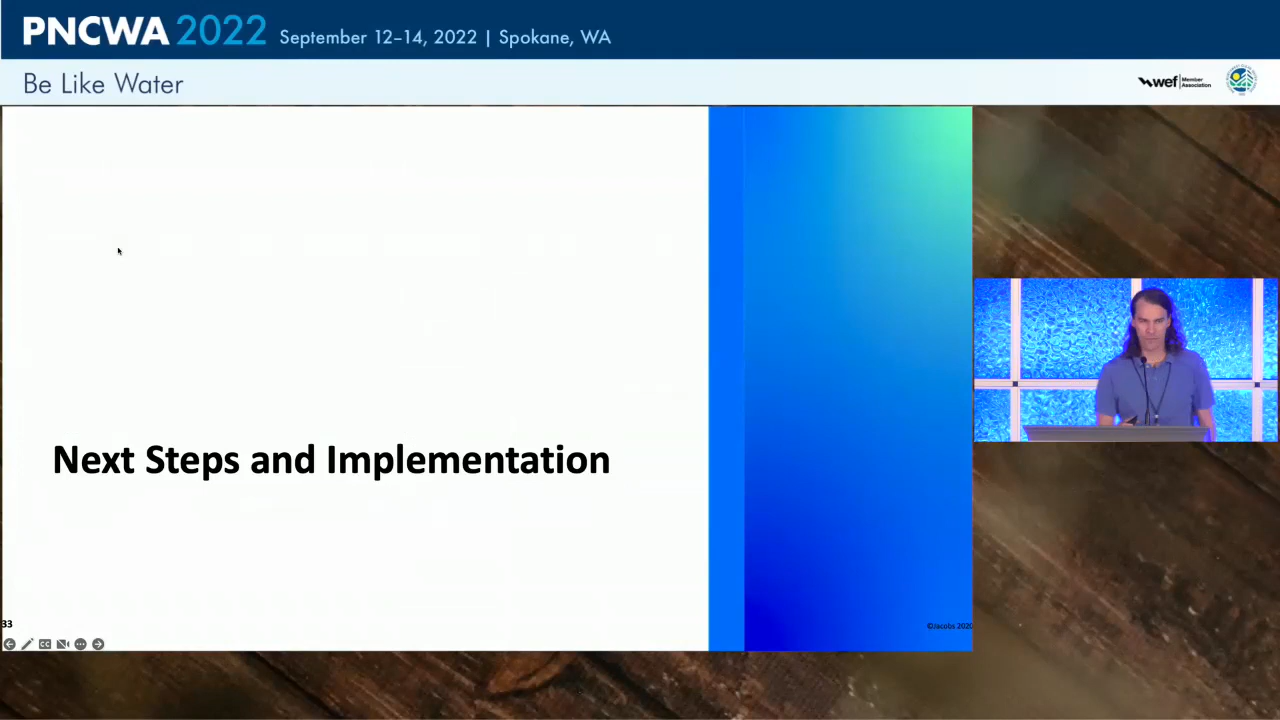 PNCWA 2022 September 12–14, 2022 | Spokane, WA
Be Like Water
wef Member Association
Next Steps and Implementation
33
©Jacobs 2020
CC